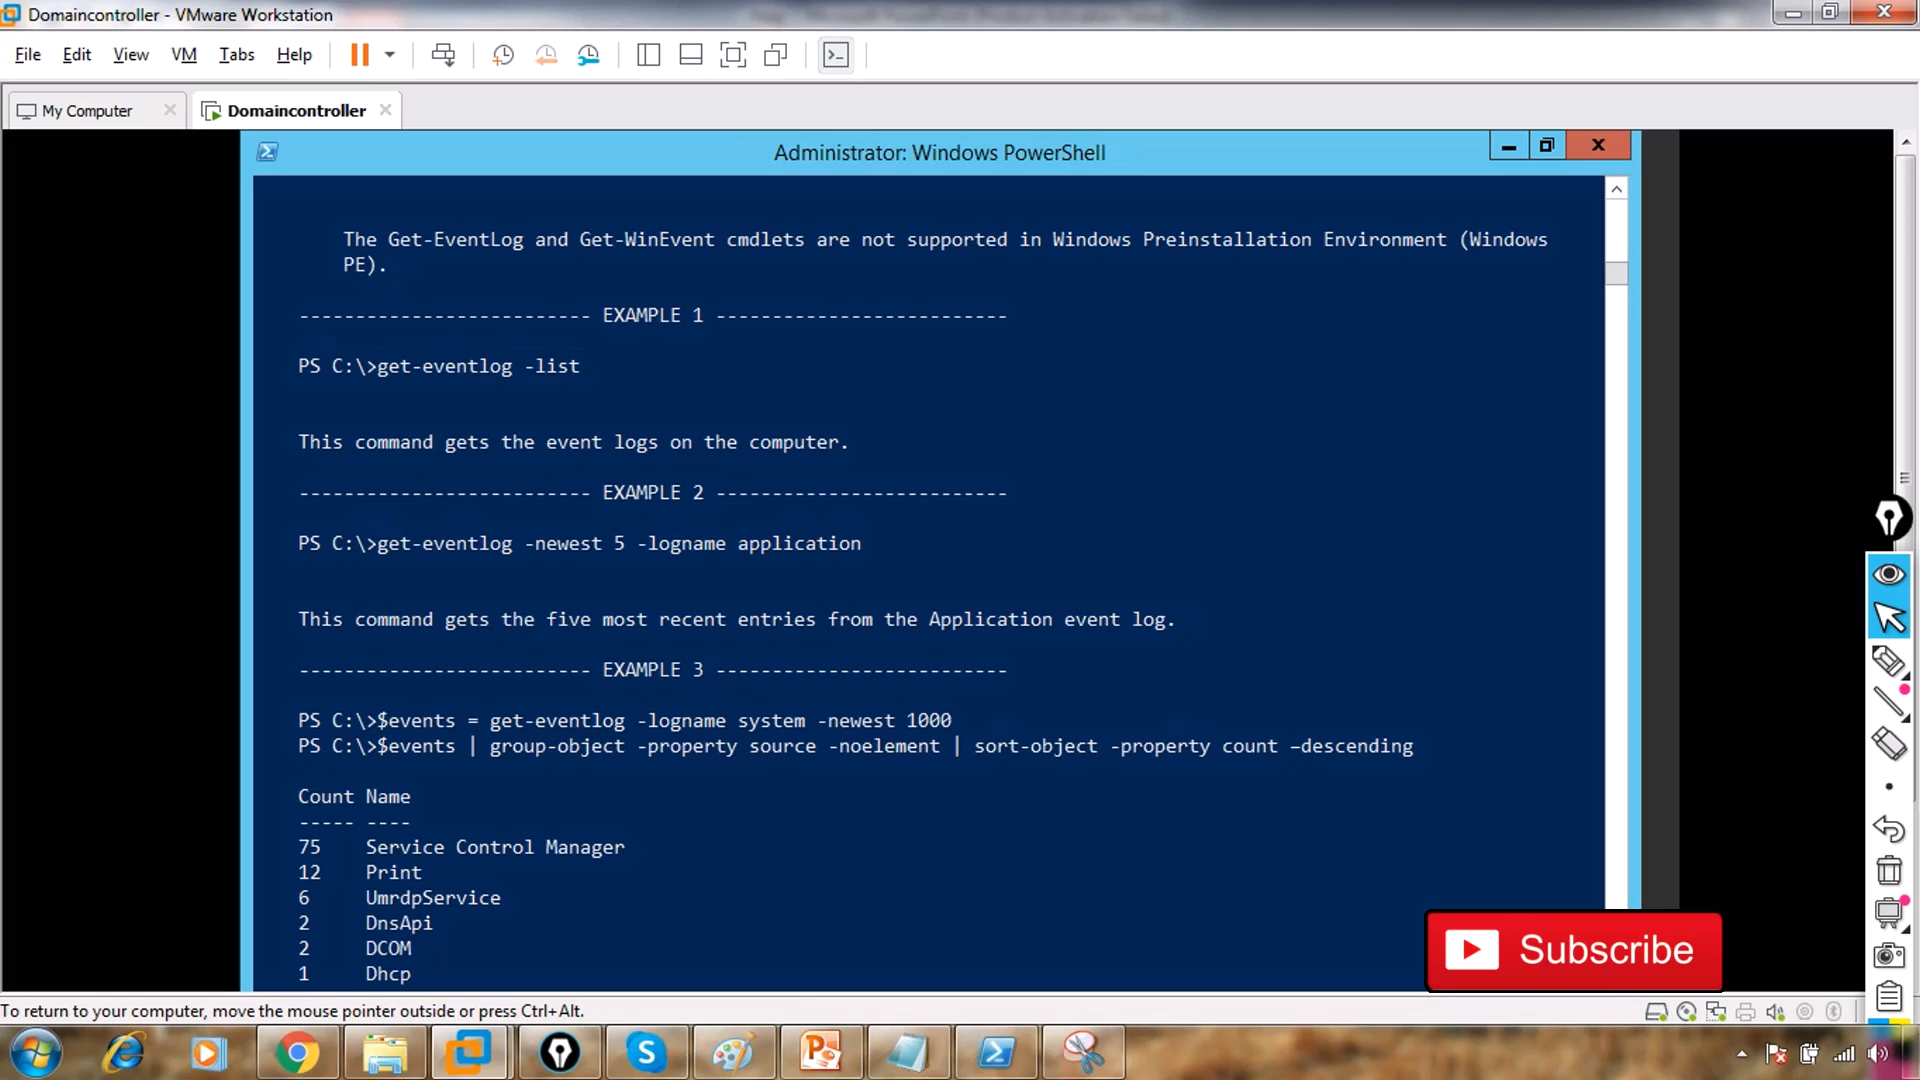 Domaincontroller - VMware Workstation
File Edit View VM Tabs Help
My Computer
Domaincontroller
Administrator: Windows PowerShell
The Get-EventLog and Get-WinEvent cmdlets are not supported in Windows Preinstallation Environment (Windows
PE).
-------------------------- EXAMPLE 1 --------------------------
PS C:\>get-eventlog -list
This command gets the event logs on the computer.
-------------------------- EXAMPLE 2 --------------------------
PS C:\>get-eventlog -newest 5 -logname application
This command gets the five most recent entries from the Application event log.
-------------------------- EXAMPLE 3 --------------------------
PS C:\>$events = get-eventlog -logname system -newest 1000
PS C:\>$events | group-object -property source -noelement | sort-object -property count –descending
Count Name
----- ----
75 Service Control Manager
12 Print
6 UmrdpService
2 DnsApi
2 DCOM
1 Dhcp
Subscribe
To return to your computer, move the mouse pointer outside or press Ctrl+Alt.